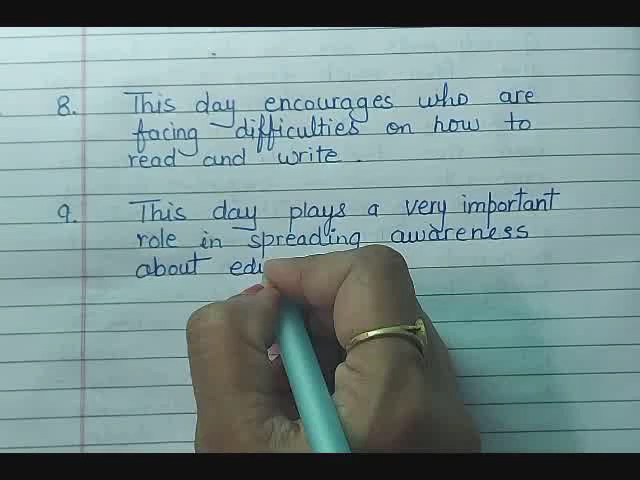 8. This day encourages who are
facing difficulties on how to
read and write.
9. This day plays a very important
role in spreading awareness
about edu